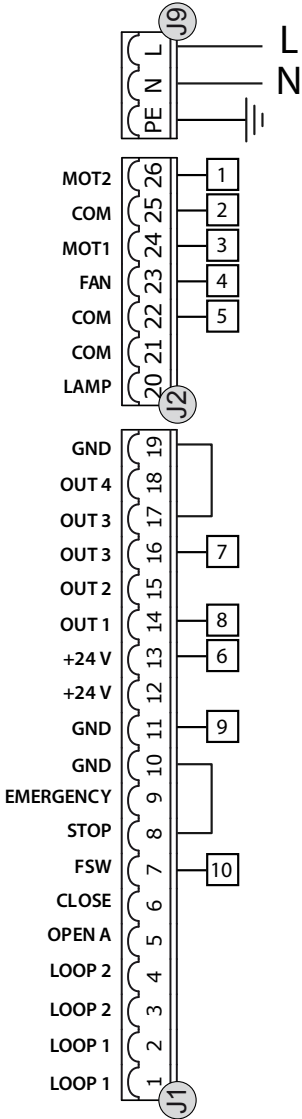 J9
L L
N N
PE
MOT2 26 1
COM 25 2
MOT1 24 3
FAN 23 4
COM 22 5
COM 21
LAMP 20
J2
GND 19
OUT 4 18
OUT 3 17
OUT 3 16 7
OUT 2 15
OUT 1 14 8
+24 V 13 6
+24 V 12
GND 11 9
GND 10
EMERGENCY 9
STOP 8
FSW 7 10
CLOSE 6
OPEN A 5
LOOP 2 4
LOOP 2 3
LOOP 1 2
LOOP 1 1
J1